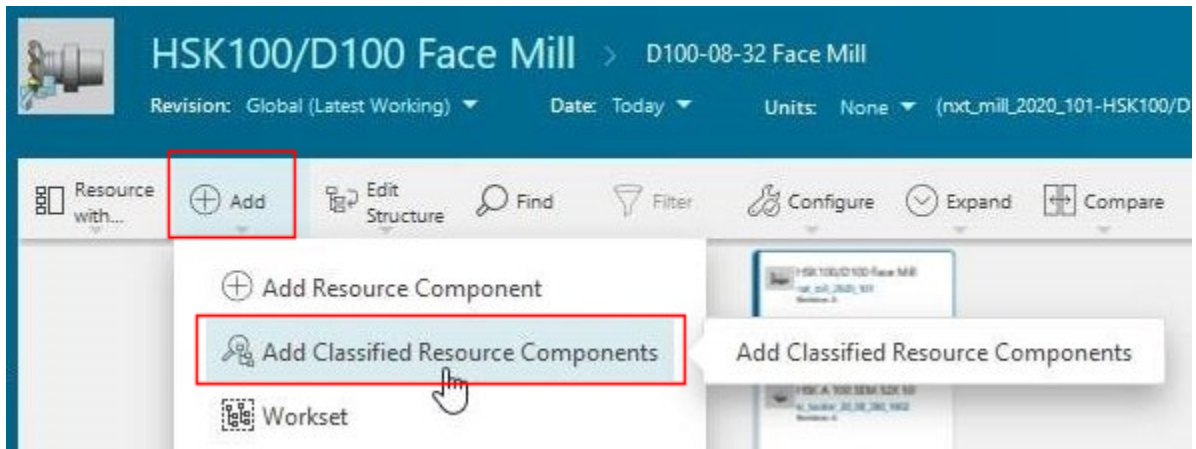 HSK100/D100 Face Mill > D100-08-32 Face Mill
Revision: Global (Latest Working) Date: Today Units: None (nxt_mill_2020_101-HSK100/D
Resource with...
Add
Edit Structure
Find
Filter
Configure
Expand
Compare
Add Resource Component
HSK100/D100 Face Mill
nxt_mill_2020_101
Add Classified Resource Components
Add Classified Resource Components
Workset